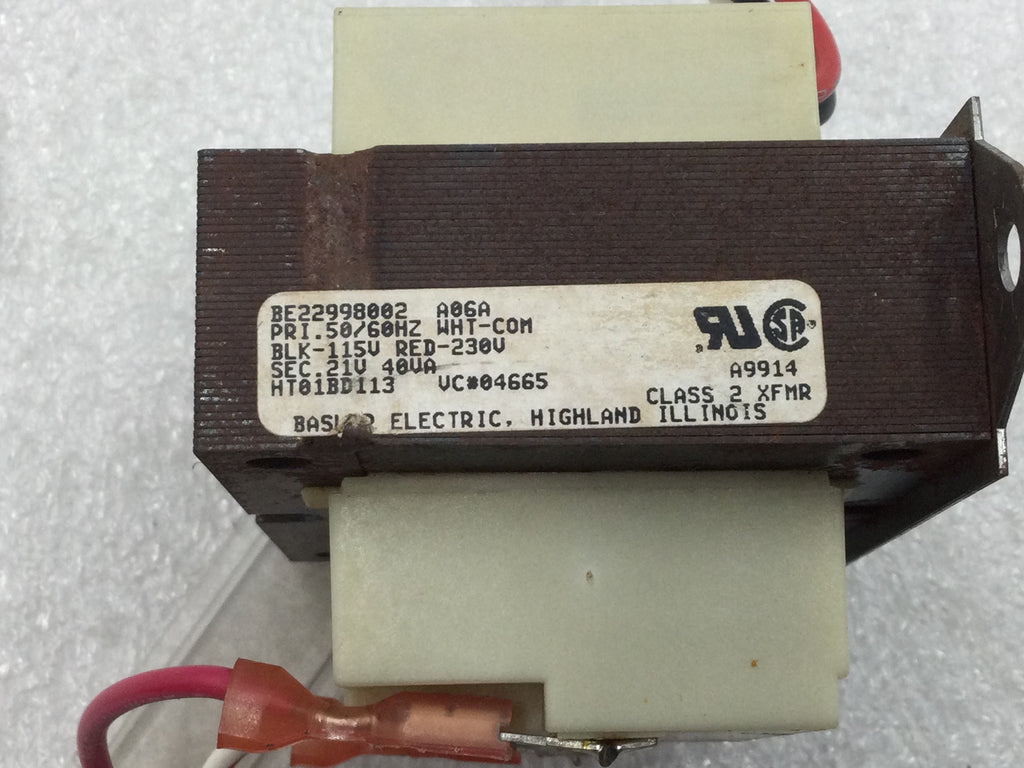 BE22998002 A06A
PRI.50/60HZ WHT-COM
BLK-115V RED-230V
SEC.21V 40VA
HT01BD113 VC#04665
A9914
CLASS 2 XFMR
ELECTRIC, HIGHLAND ILLINOIS